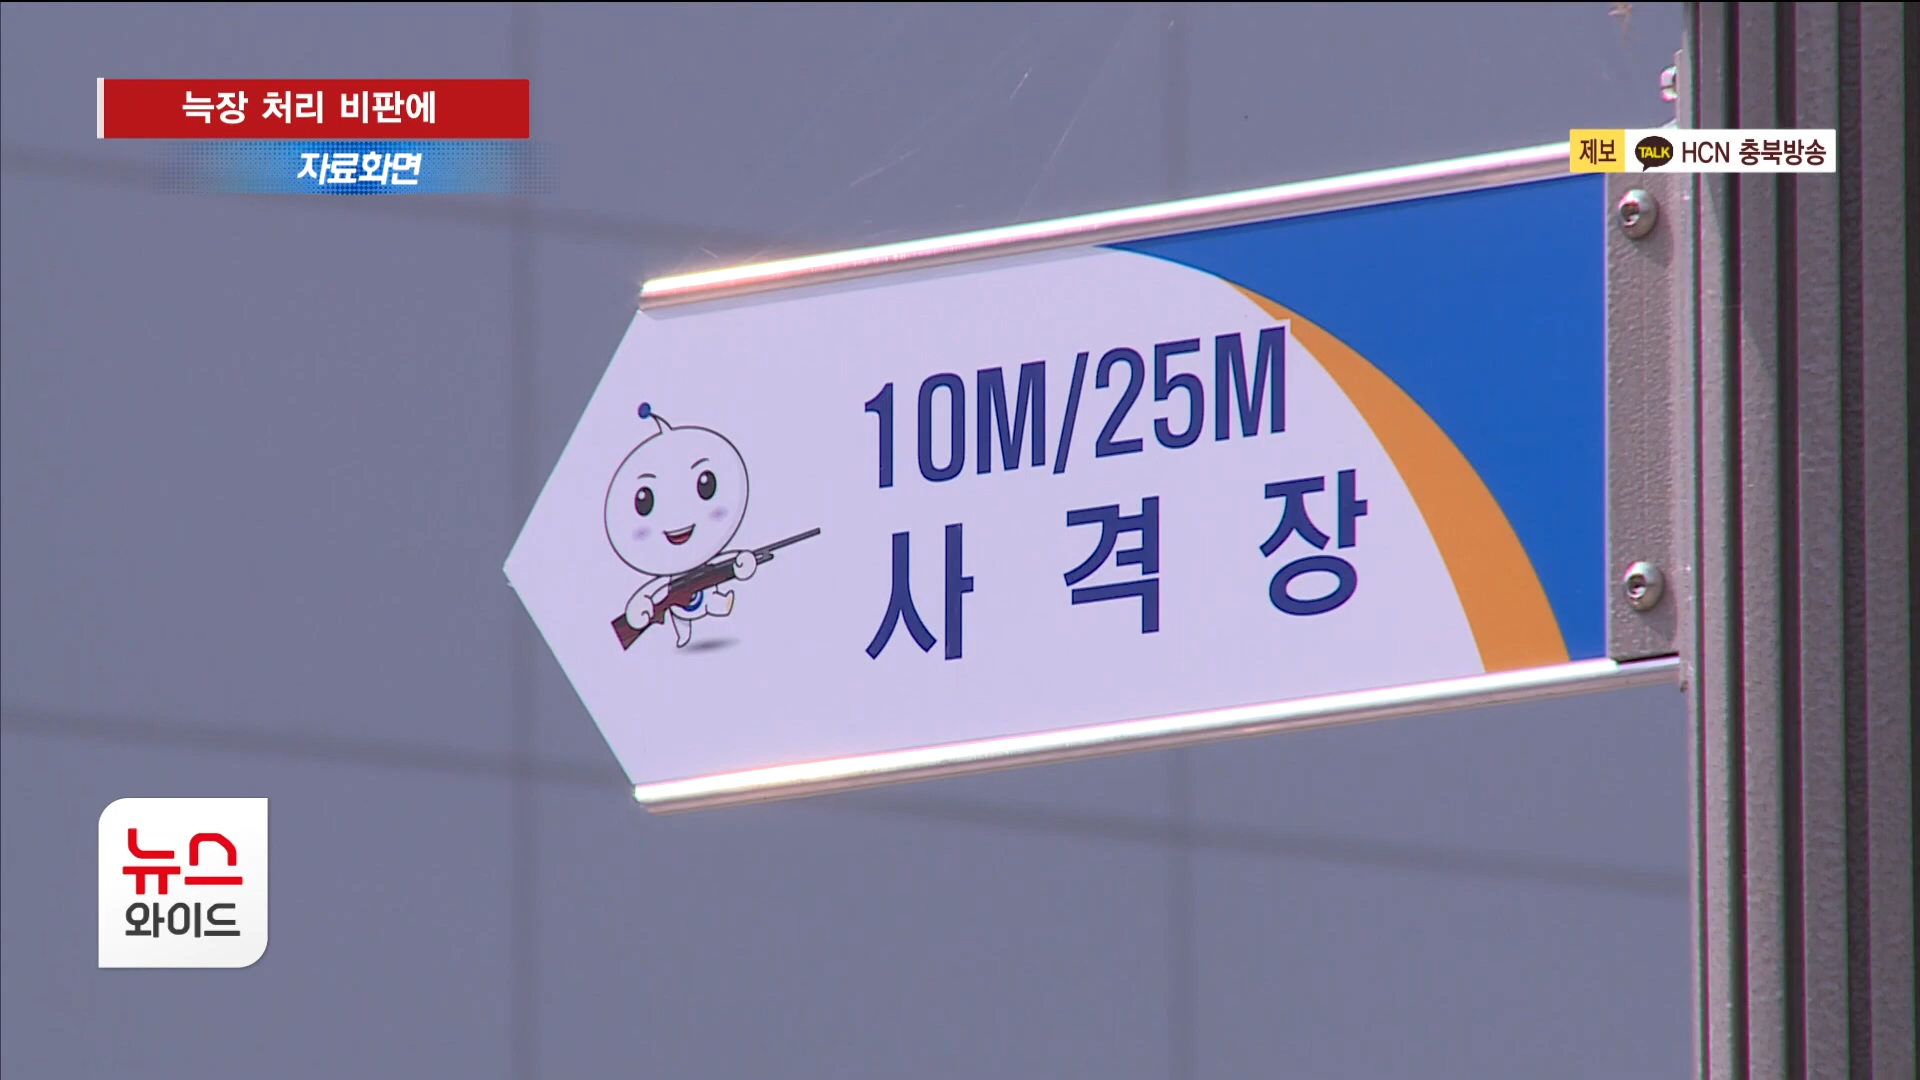 늑장 처리 비판에
자료화면
제보 TALK HCN 충북방송
10M/25M
사 격 장
뉴스
와이드